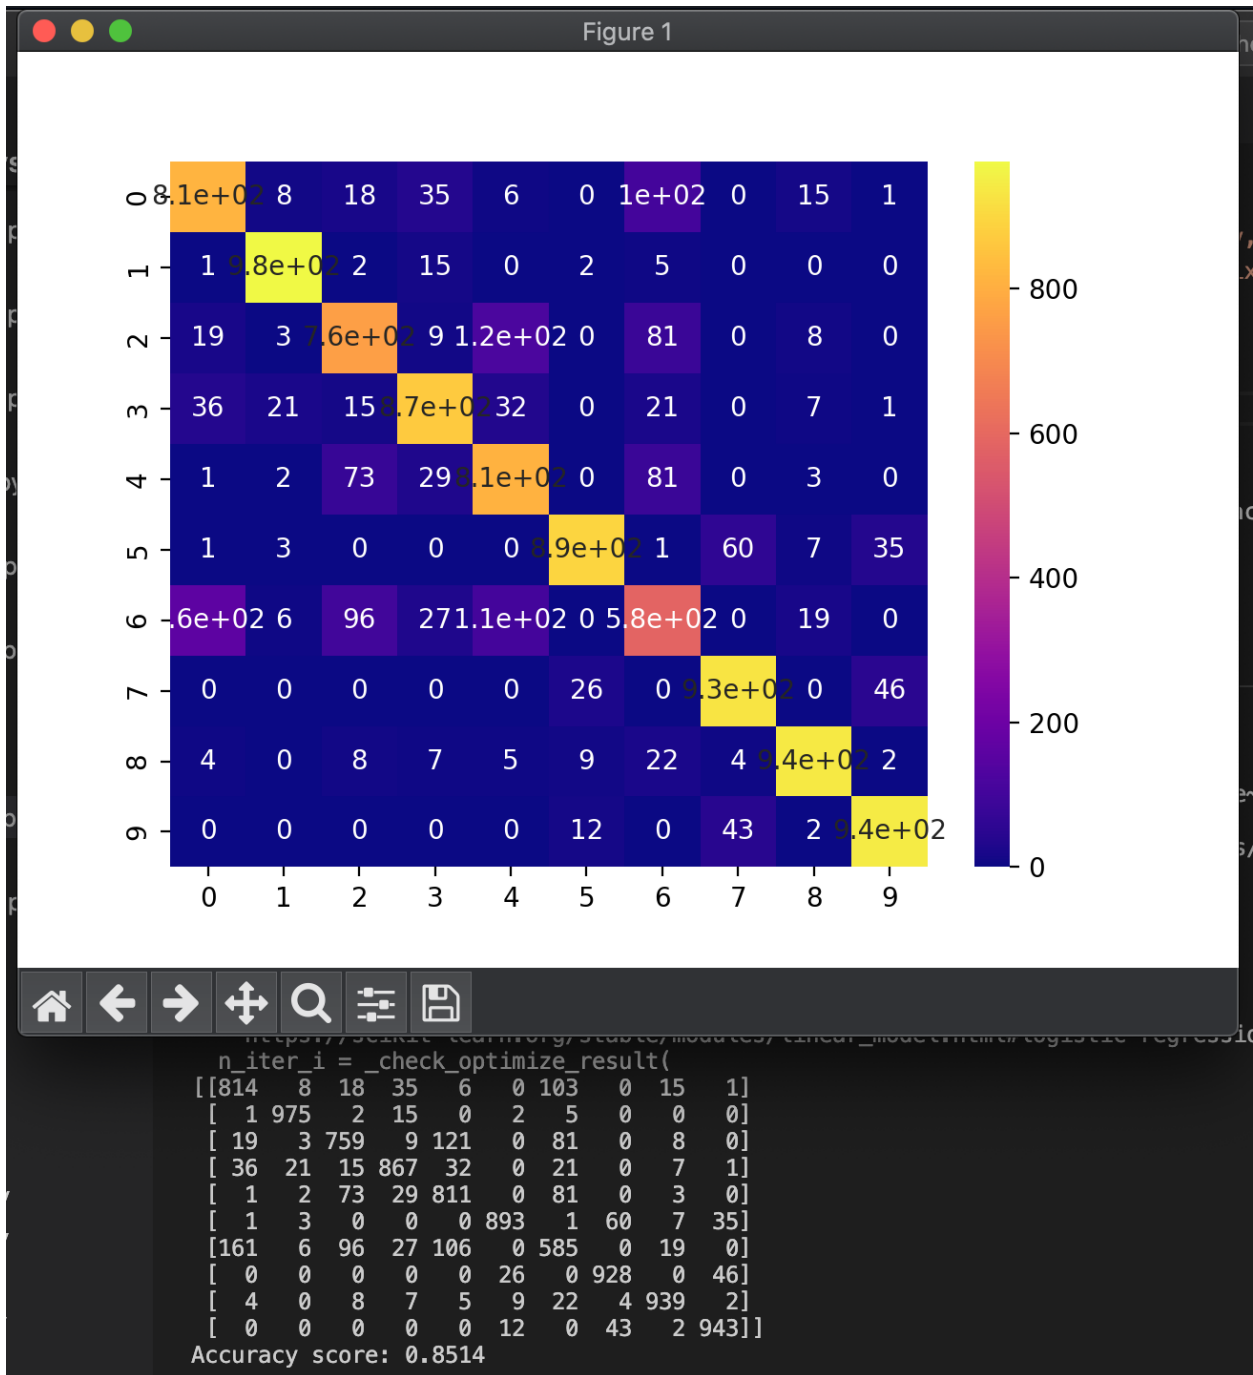 Figure 1
0 8.1e+02 8 18 35 6 0 1e+02 0 15 1
1 1 9.8e+02 2 15 0 2 5 0 0 0
2 19 3 7.6e+02 9 1.2e+02 0 81 0 8 0
3 36 21 15 8.7e+02 32 0 21 0 7 1
4 1 2 73 29 8.1e+02 0 81 0 3 0
5 1 3 0 0 0 8.9e+02 1 60 7 35
6 .6e+02 6 96 27 1.1e+02 0 5.8e+02 0 19 0
7 0 0 0 0 0 26 0 9.3e+02 0 46
8 4 0 8 7 5 9 22 4 9.4e+02 2
9 0 0 0 0 0 12 0 43 2 9.4e+02
0 1 2 3 4 5 6 7 8 9
800
600
400
200
0
https://scikit-learn.org/stable/modules/linear_model.html#logistic-regressio
n_iter_i = _check_optimize_result(
[[814 8 18 35 6 0 103 0 15 1]
[ 1 975 2 15 0 2 5 0 0 0]
[ 19 3 759 9 121 0 81 0 8 0]
[ 36 21 15 867 32 0 21 0 7 1]
[ 1 2 73 29 811 0 81 0 3 0]
[ 1 3 0 0 0 893 1 60 7 35]
[161 6 96 27 106 0 585 0 19 0]
[ 0 0 0 0 0 26 0 928 0 46]
[ 4 0 8 7 5 9 22 4 939 2]
[ 0 0 0 0 0 12 0 43 2 943]]
Accuracy score: 0.8514